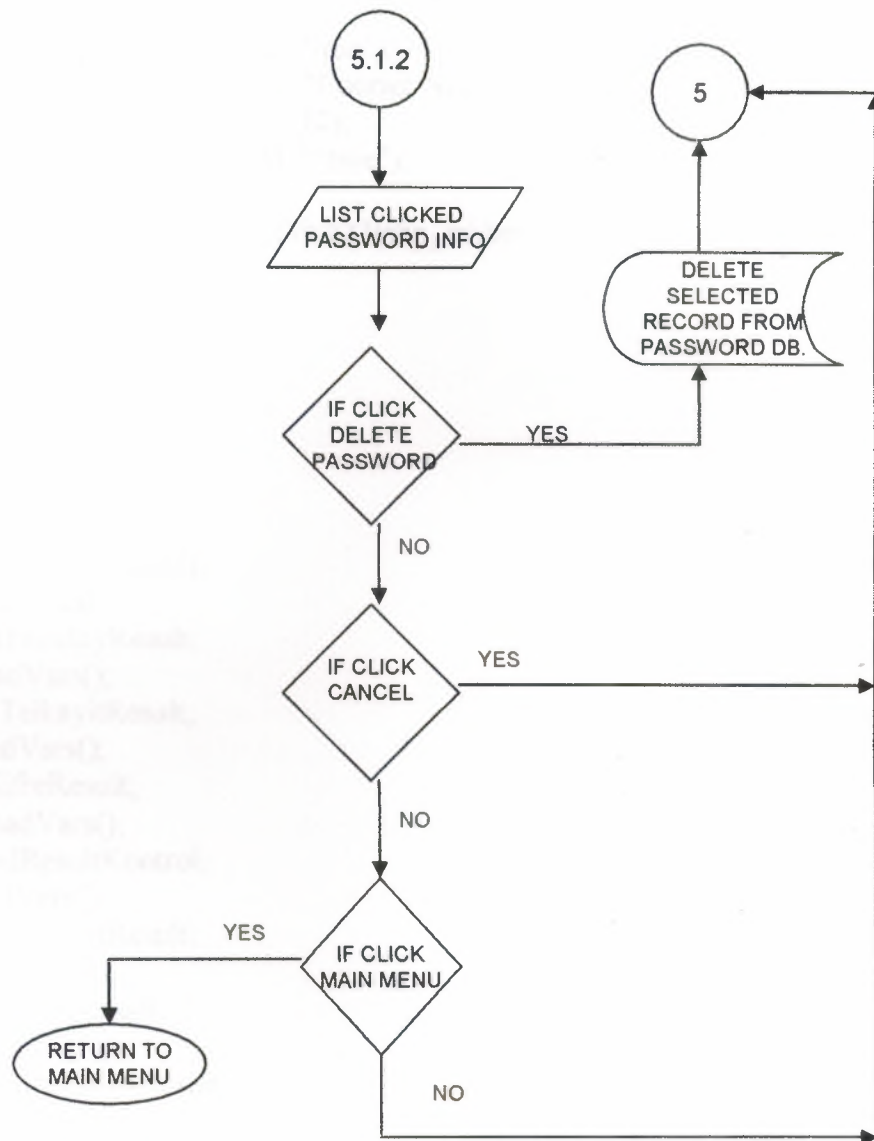 5.1.2
5
LIST CLICKED
PASSWORD INFO
DELETE
SELECTED
RECORD FROM
PASSWORD DB.
IF CLICK
DELETE
PASSWORD
YES
NO
IF CLICK
CANCEL
YES
NO
IF CLICK
MAIN MENU
YES
RETURN TO
MAIN MENU
NO